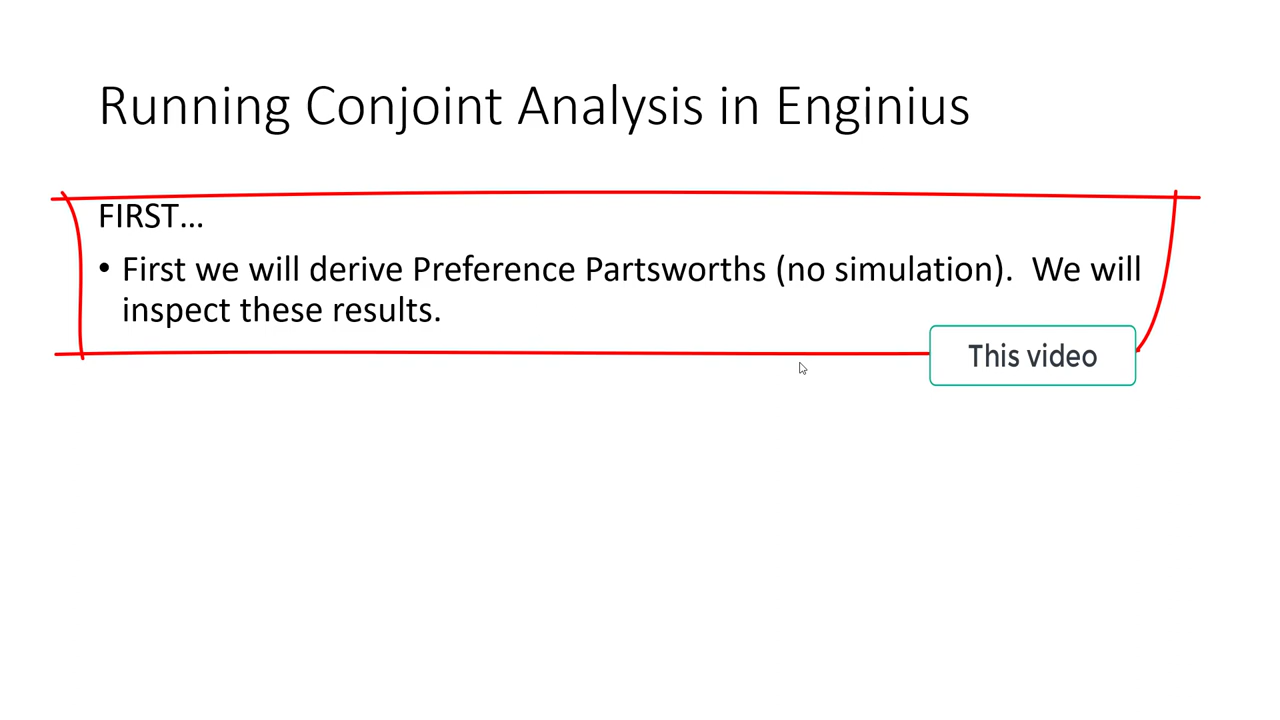 Running Conjoint Analysis in Enginius
FIRST...
• First we will derive Preference Partsworths (no simulation).  We will
inspect these results.
This video